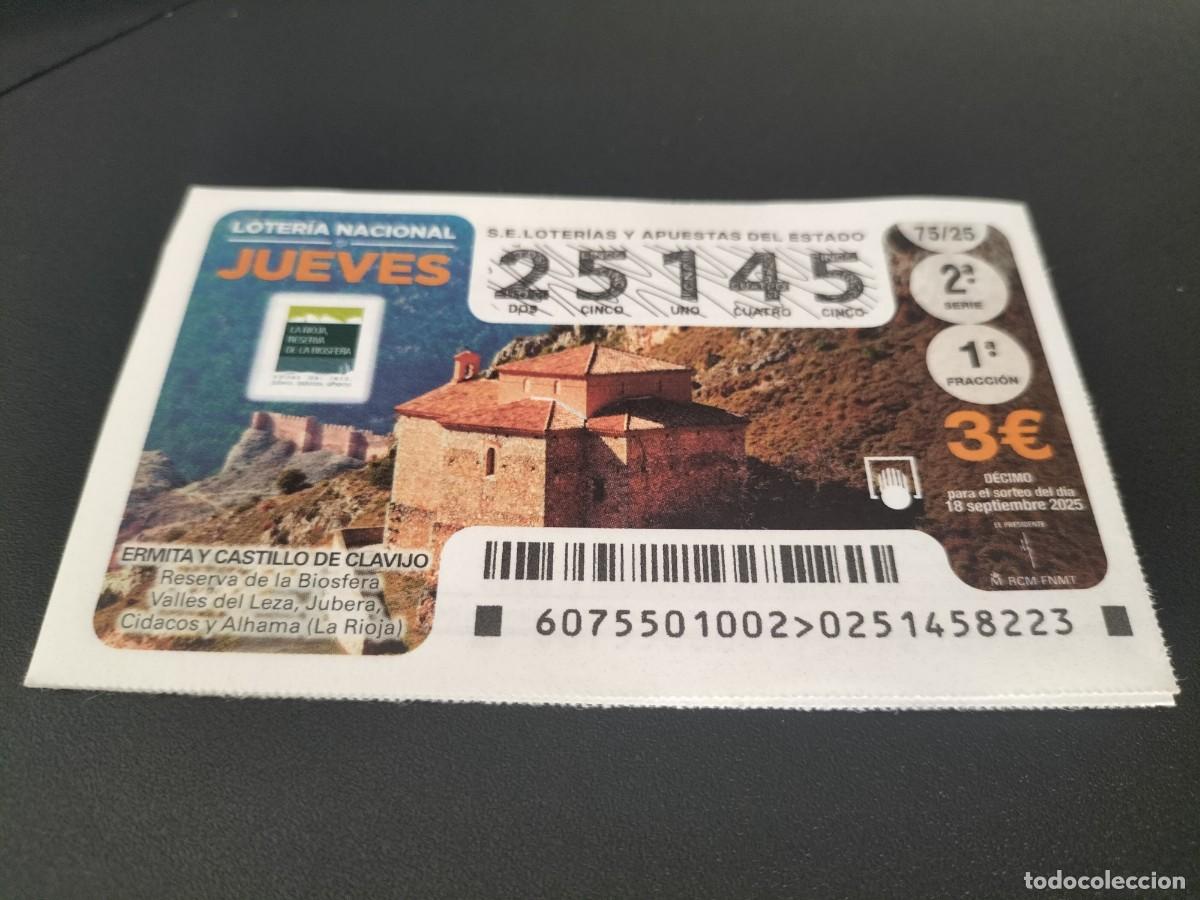 LOTERÍA NACIONAL
JUEVES
LA RIOJA,
RESERVA
DE LA BIOSFERA
S.E.LOTERÍAS Y APUESTAS DEL ESTADO
25145
DOS CINCO UNO CUATRO CINCO
75/25
2ª
SERIE
1ª
FRACCIÓN
3€
DÉCIMO
para el sorteo del día
18 septiembre 2025
EL PRESIDENTE
RCM-FNMT
ERMITA Y CASTILLO DE CLAVIJO
Reserva de la Biosfera
Valles del Leza, Jubera,
Cidacos y Alhama (La Rioja)
6075501002>0251458223
todocoleccion